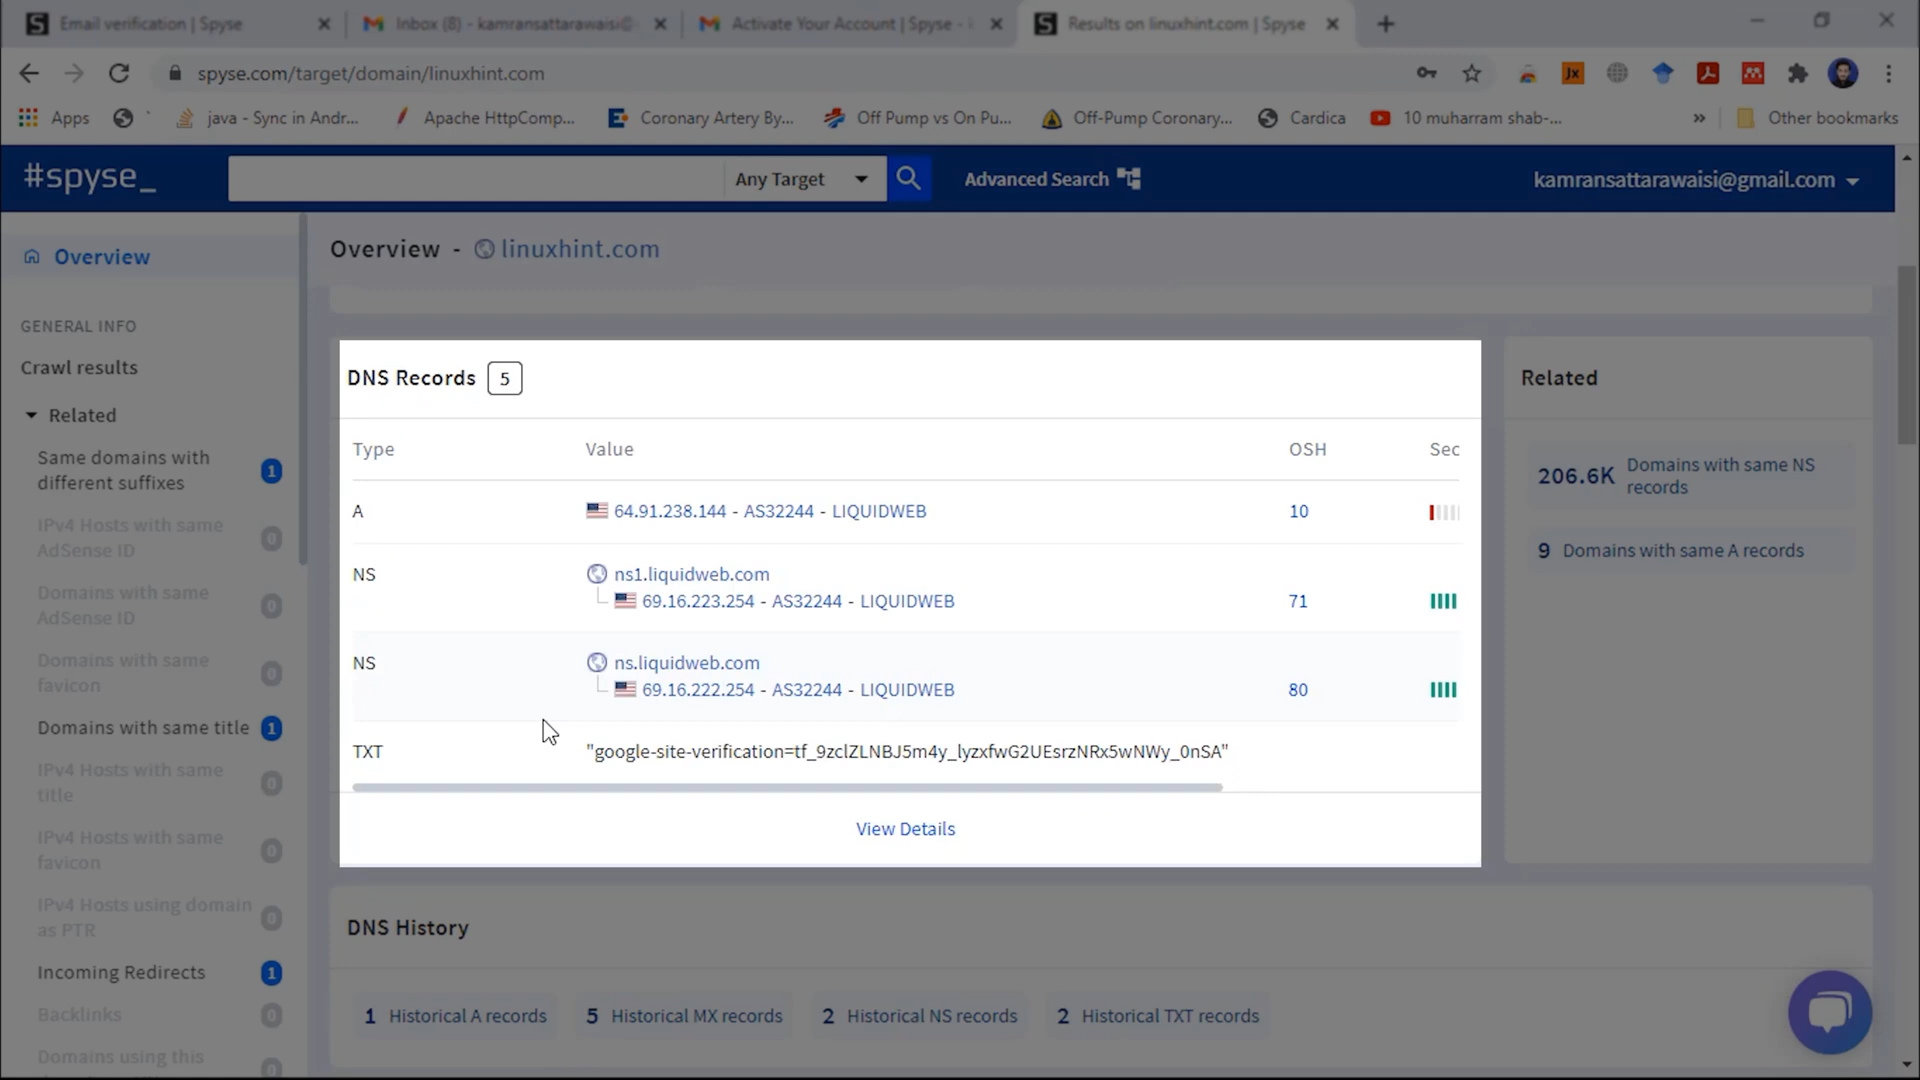 Email verification | Spyse
Inbox (8) - kamransattarawaisi@
Activate Your Account | Spyse -
Results on linuxhint.com | Spyse
spyse.com/target/domain/linuxhint.com
Jx
Apps
java - Sync in Andr...
Apache HttpComp...
Coronary Artery By...
Off Pump vs On Pu...
Off-Pump Coronary...
Cardica
10 muharram shab-...
»
Other bookmarks
#spyse_
Any Target
Advanced Search
kamransattarawaisi@gmail.com
Overview
Overview - linuxhint.com
GENERAL INFO
Crawl results
Related
Same domains with
different suffixes
1
IPv4 Hosts with same
AdSense ID
0
Domains with same
AdSense ID
0
Domains with same
favicon
0
Domains with same title 1
IPv4 Hosts with same
title
0
IPv4 Hosts with same
favicon
0
IPv4 Hosts using domain
as PTR
0
Incoming Redirects 1
Backlinks 0
Domains using this
0
DNS Records 5
Type Value OSH Sec
A 64.91.238.144 - AS32244 - LIQUIDWEB 10
NS ns1.liquidweb.com
69.16.223.254 - AS32244 - LIQUIDWEB 71
NS ns.liquidweb.com
69.16.222.254 - AS32244 - LIQUIDWEB 80
TXT "google-site-verification=tf_9zclZLNBJ5m4y_lyzxfwG2UEsrzNRx5wNWy_0nSA"
View Details
Related
206.6K Domains with same NS
records
9 Domains with same A records
DNS History
1 Historical A records
5 Historical MX records
2 Historical NS records
2 Historical TXT records